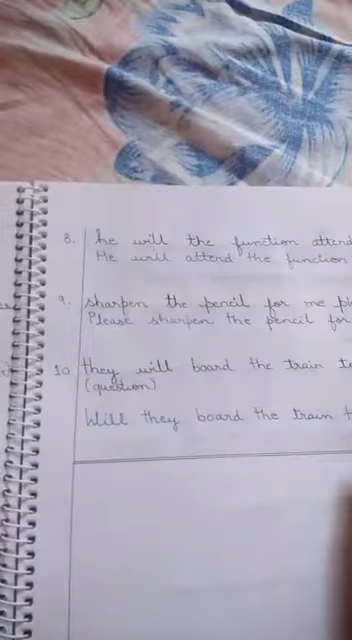 8. he will the function attend
He will attend the function
9. sharpen the pencil for me
Please sharpen the pencil for
10 they will board the train
(question)
Will they board the train